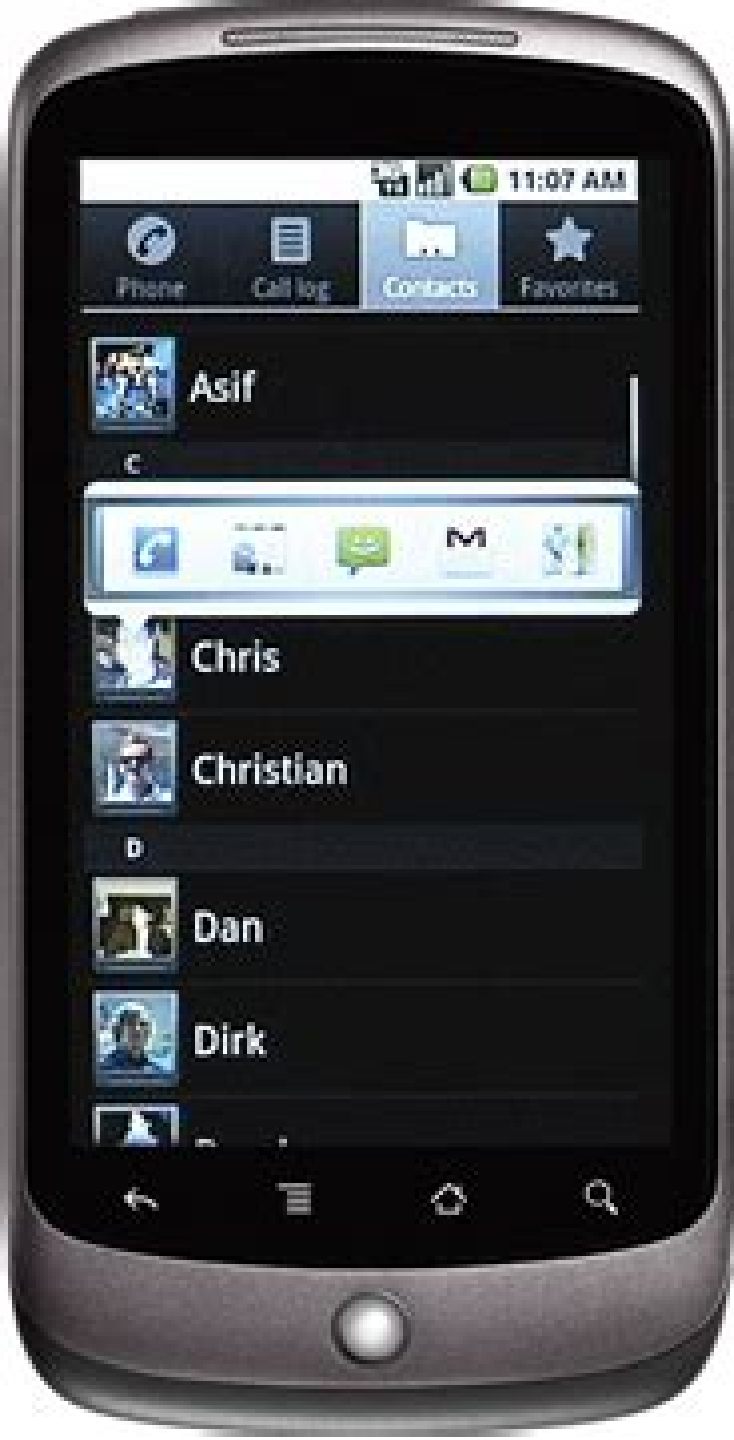 11:07 AM
Phone Call log Contacts Favorites
Asif
C
Chris
Christian
D
Dan
Dirk